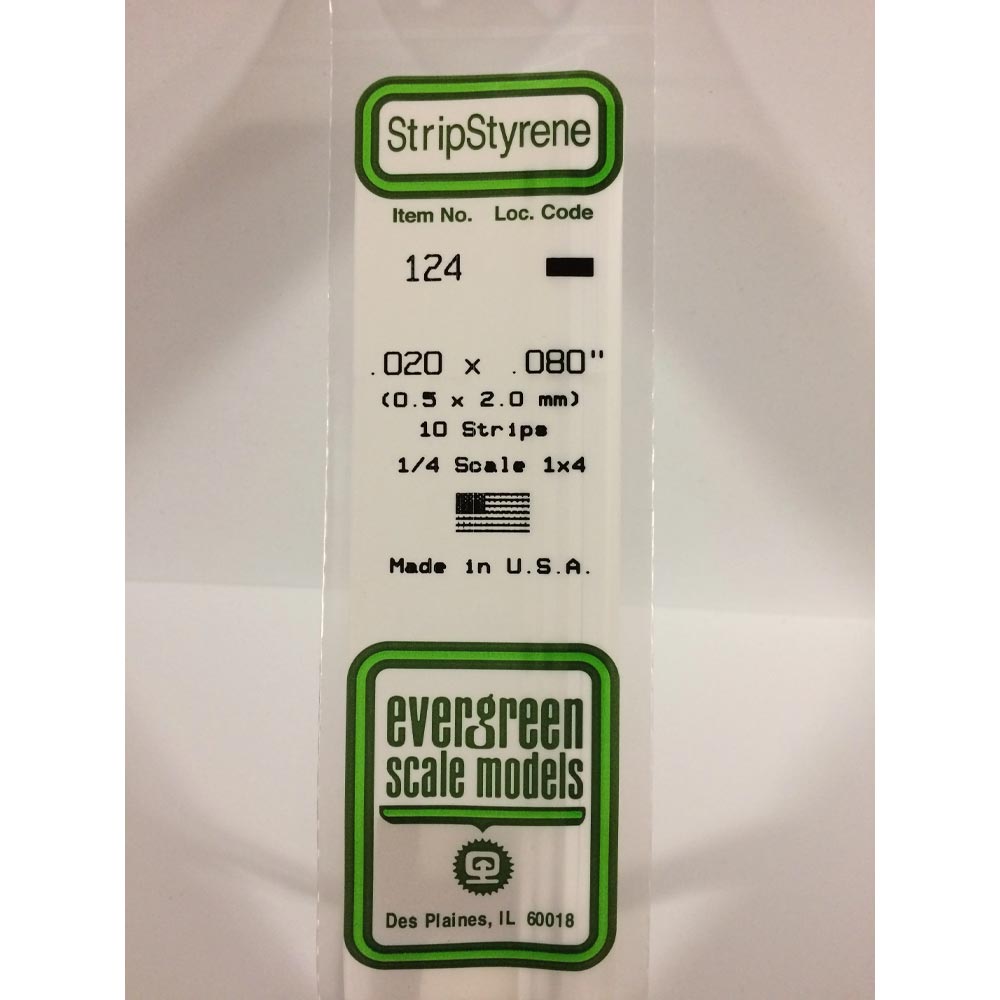 StripStyrene
Item No. Loc. Code
124
.020 x .080"
(0.5 x 2.0 mm)
10 Strips
1/4 Scale 1x4
Made in U.S.A.
evergreen
scale models
Des Plaines, IL 60018